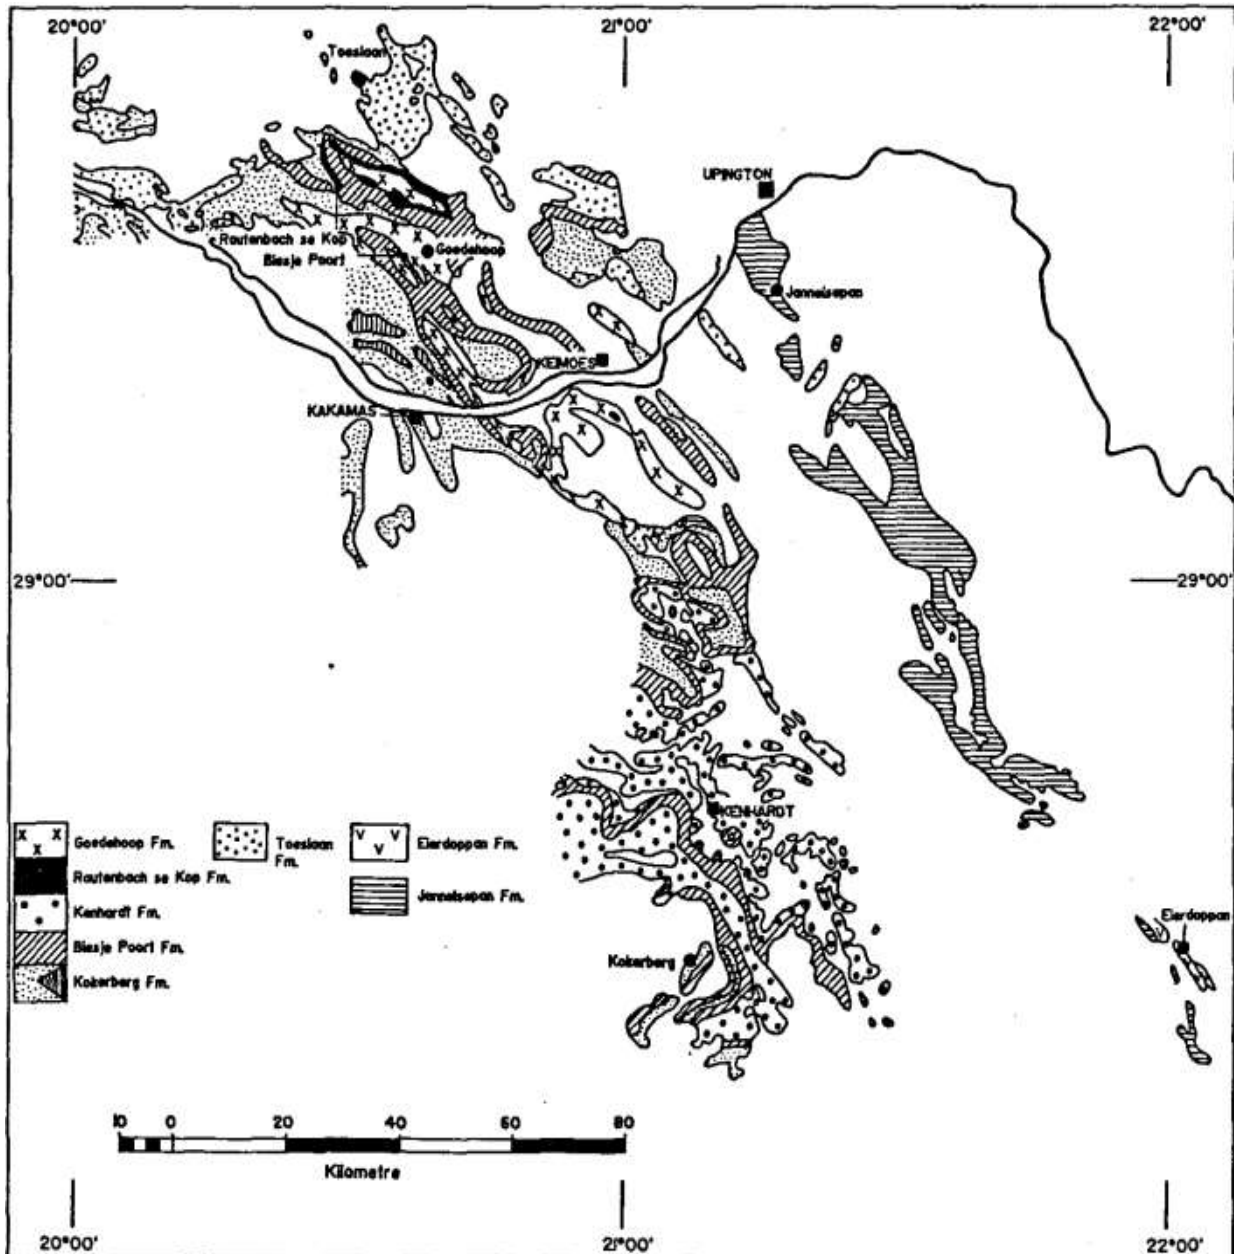 20°00'
21°00'
22°00'
Toeslaan
UPINGTON
Rautenbach se Kop
Goedehoop
Biesje Poort
Jannelsepan
KEIMOES
KAKAMAS
29°00'
29°00'
KENHARDT
Goedehoop Fm.
Toeslaan
Fm.
Eierdoppan Fm.
Rautenbach se Kop Fm.
Jannelsepan Fm.
Kenhardt Fm.
Biesje Poort Fm.
Kokerberg Fm.
Eierdoppan
Kokerberg
10 0 20 40 60 80
Kilometre
20°00'
21°00'
22°00'